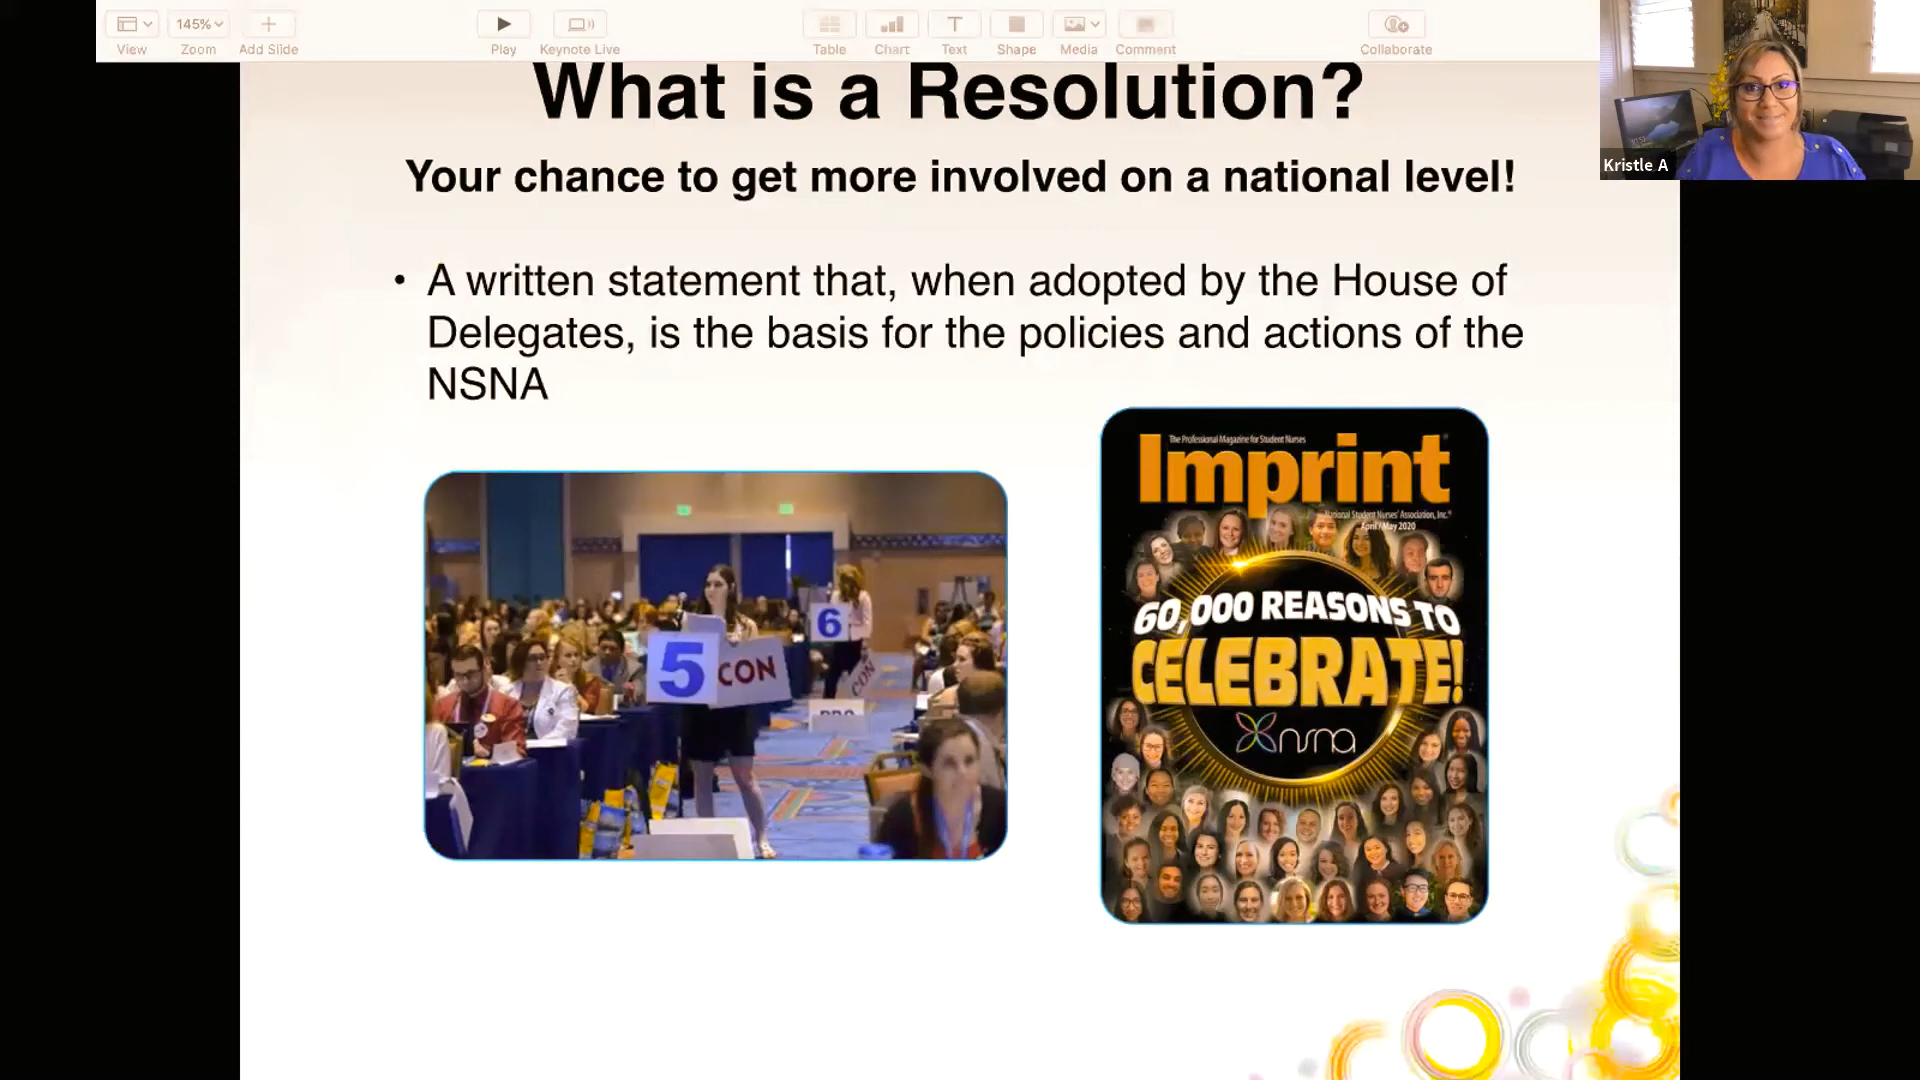 145%
View
Zoom
Add Slide
Play
Keynote Live
Table
Chart
Text
Shape
Media
Comment
Collaborate
Kristle A
What is a Resolution?
Your chance to get more involved on a national level!
• A written statement that, when adopted by the House of
Delegates, is the basis for the policies and actions of the
NSNA
5
CON
6
CON
PRO
The Professional Magazine for Student Nurses
Imprint
National Student Nurses' Association, Inc.®
April/May 2020
60,000 REASONS TO
CELEBRATE!
nsna